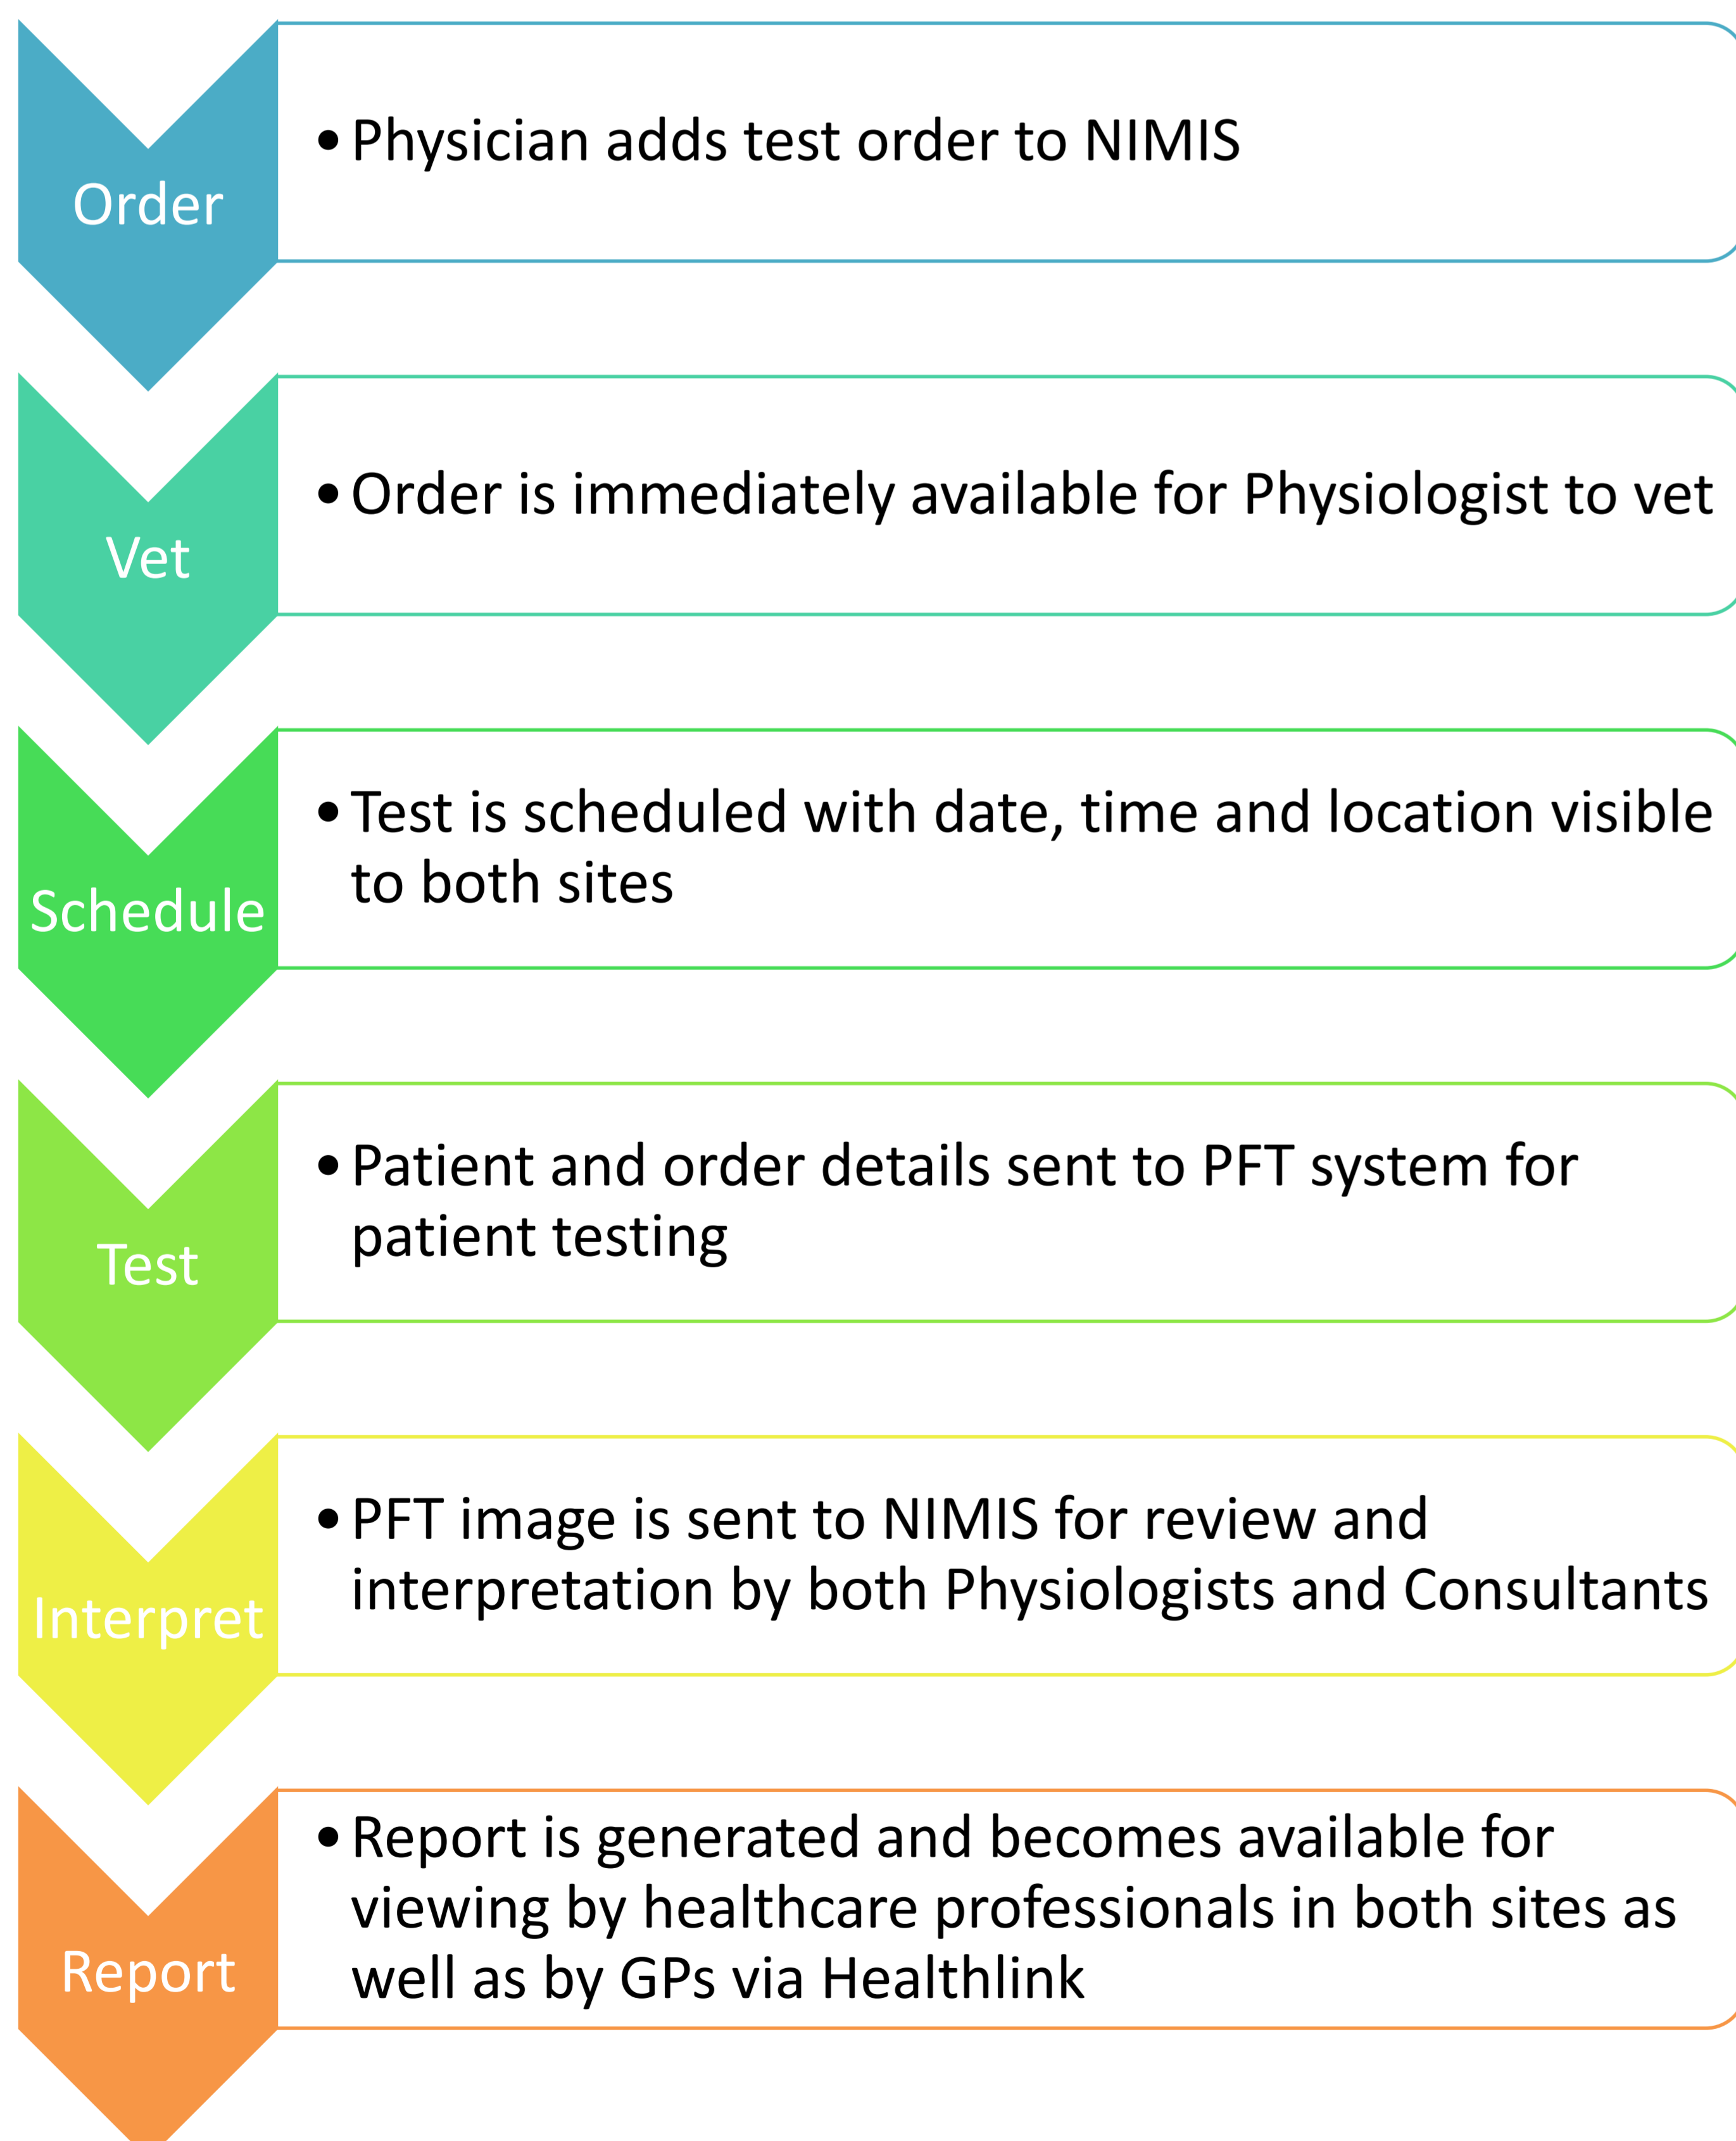 Order
• Physician adds test order to NIMIS
Vet
• Order is immediately available for Physiologist to vet
Schedule
• Test is scheduled with date, time and location visible
to both sites
Test
• Patient and order details sent to PFT system for
patient testing
Interpret
• PFT image is sent to NIMIS for review and
interpretation by both Physiologists and Consultants
Report
• Report is generated and becomes available for
viewing by healthcare professionals in both sites as
well as by GPs via Healthlink